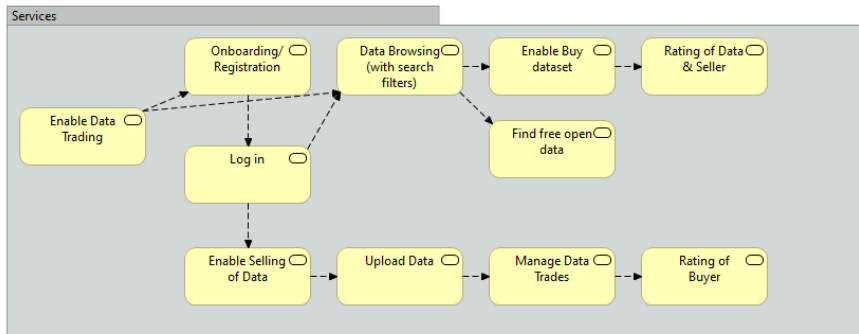 Services
Onboarding/
Registration
Data Browsing
(with search
filters)
Enable Buy
dataset
Rating of Data
& Seller
Enable Data
Trading
Find free open
data
Log in
Enable Selling
of Data
Upload Data
Manage Data
Trades
Rating of
Buyer